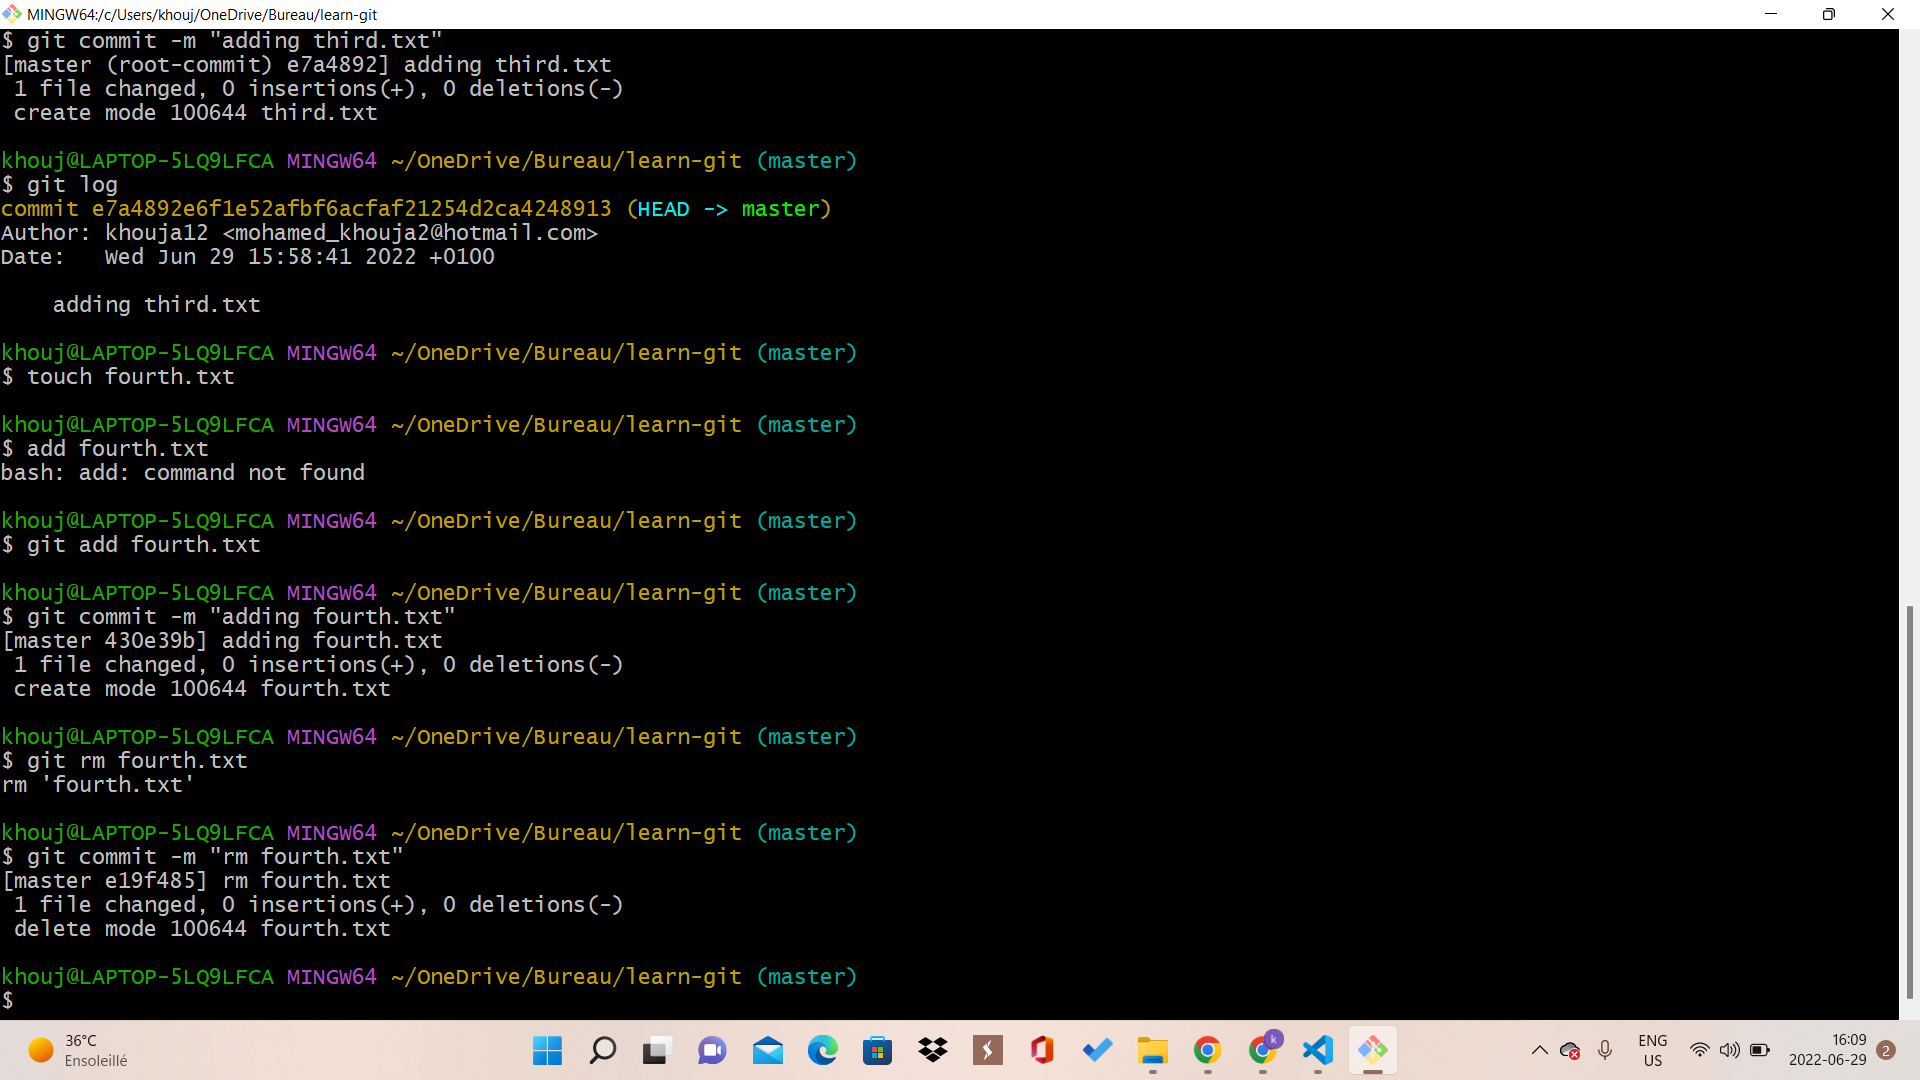 MINGW64:/c/Users/khouj/OneDrive/Bureau/learn-git
$ git commit -m "adding third.txt"
[master (root-commit) e7a4892] adding third.txt
 1 file changed, 0 insertions(+), 0 deletions(-)
 create mode 100644 third.txt
khouj@LAPTOP-5LQ9LFCA MINGW64 ~/OneDrive/Bureau/learn-git (master)
$ git log
commit e7a4892e6f1e52afbf6acfaf21254d2ca4248913 (HEAD -> master)
Author: khouja12 <mohamed_khouja2@hotmail.com>
Date:   Wed Jun 29 15:58:41 2022 +0100
    adding third.txt
khouj@LAPTOP-5LQ9LFCA MINGW64 ~/OneDrive/Bureau/learn-git (master)
$ touch fourth.txt
khouj@LAPTOP-5LQ9LFCA MINGW64 ~/OneDrive/Bureau/learn-git (master)
$ add fourth.txt
bash: add: command not found
khouj@LAPTOP-5LQ9LFCA MINGW64 ~/OneDrive/Bureau/learn-git (master)
$ git add fourth.txt
khouj@LAPTOP-5LQ9LFCA MINGW64 ~/OneDrive/Bureau/learn-git (master)
$ git commit -m "adding fourth.txt"
[master 430e39b] adding fourth.txt
 1 file changed, 0 insertions(+), 0 deletions(-)
 create mode 100644 fourth.txt
khouj@LAPTOP-5LQ9LFCA MINGW64 ~/OneDrive/Bureau/learn-git (master)
$ git rm fourth.txt
rm 'fourth.txt'
khouj@LAPTOP-5LQ9LFCA MINGW64 ~/OneDrive/Bureau/learn-git (master)
$ git commit -m "rm fourth.txt"
[master e19f485] rm fourth.txt
 1 file changed, 0 insertions(+), 0 deletions(-)
 delete mode 100644 fourth.txt
khouj@LAPTOP-5LQ9LFCA MINGW64 ~/OneDrive/Bureau/learn-git (master)
$
36°C
Ensoleillé
k
ENG
US
16:09
2022-06-29
2